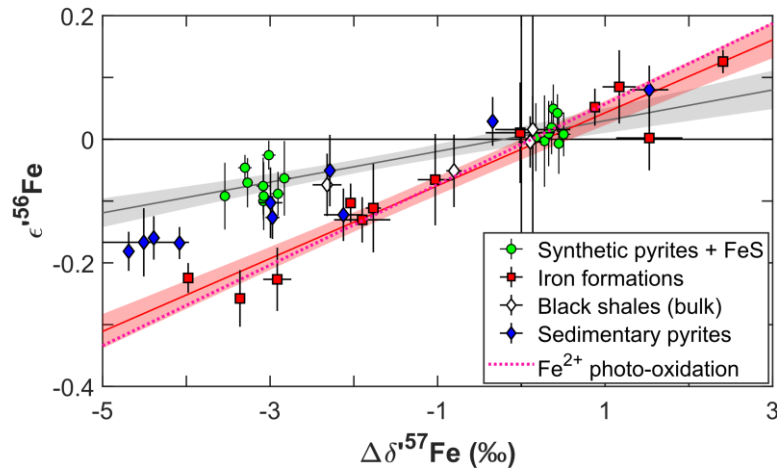 0.2
0
-0.2
-0.4
ϵ'⁵⁶Fe
Synthetic pyrites + FeS
Iron formations
Black shales (bulk)
Sedimentary pyrites
Fe²⁺ photo-oxidation
-5 -3 -1 1 3
Δδ'⁵⁷Fe (‰)